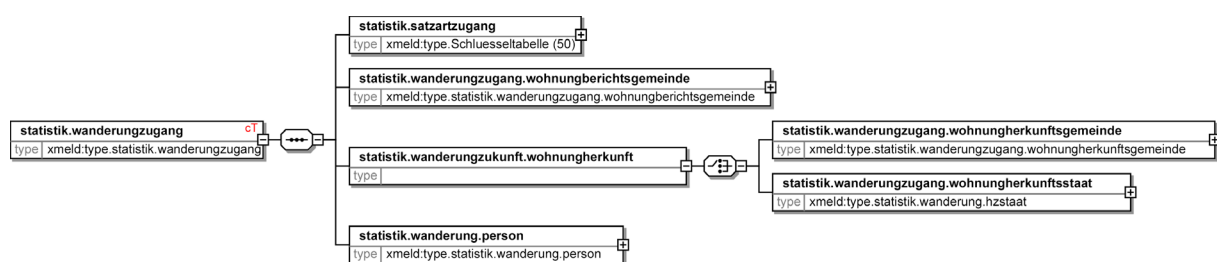 statistik.satzartzugang
type xmeld:type.Schluesseltabelle (50)
statistik.wanderungzugang.wohnungberichtsgemeinde
type xmeld:type.statistik.wanderungzugang.wohnungberichtsgemeinde
statistik.wanderungzugang cT
type xmeld:type.statistik.wanderungzugang
statistik.wanderungzukunft.wohnungherkunft
type
statistik.wanderungzugang.wohnungherkunftsgemeinde
type xmeld:type.statistik.wanderungzugang.wohnungherkunftsgemeinde
statistik.wanderungzugang.wohnungherkunftsstaat
type xmeld:type.statistik.wanderung.hzstaat
statistik.wanderung.person
type xmeld:type.statistik.wanderung.person